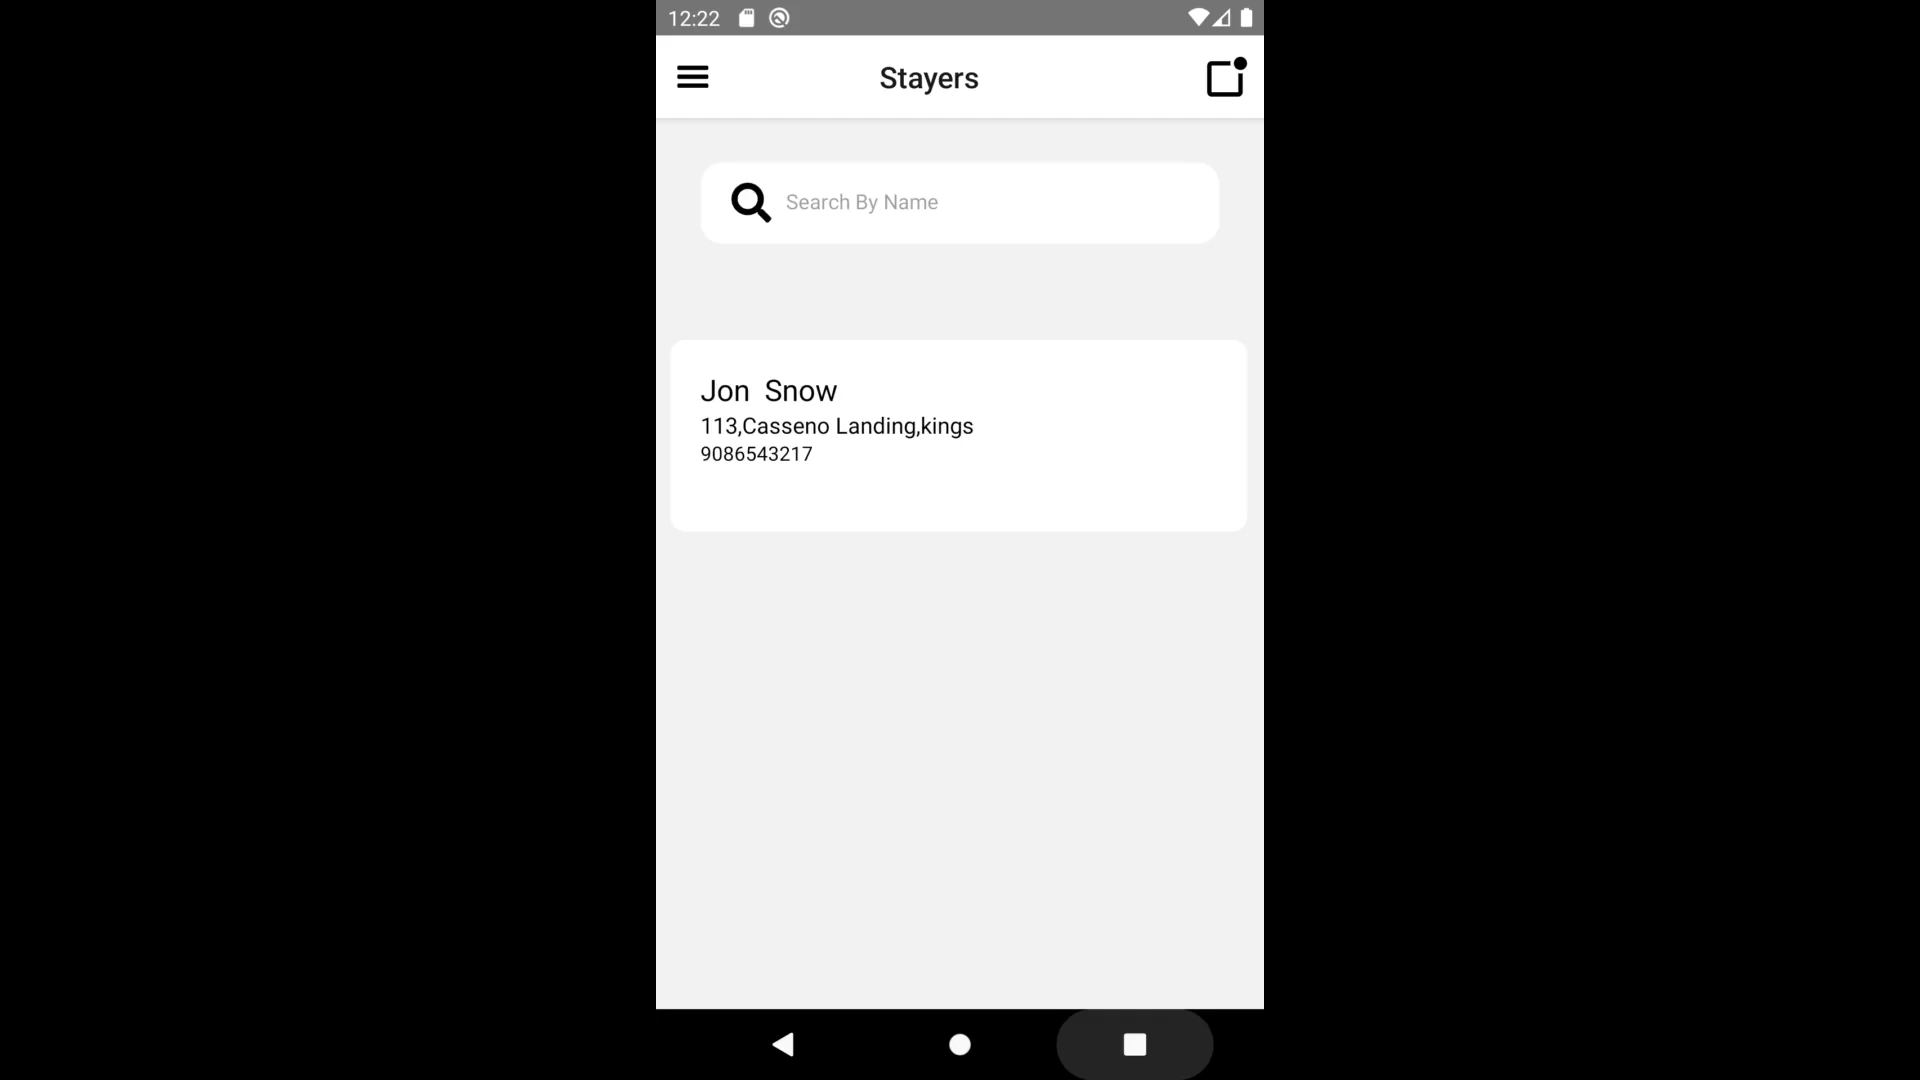 12:22
Stayers
Search By Name
Jon  Snow
113,Casseno Landing,kings
9086543217